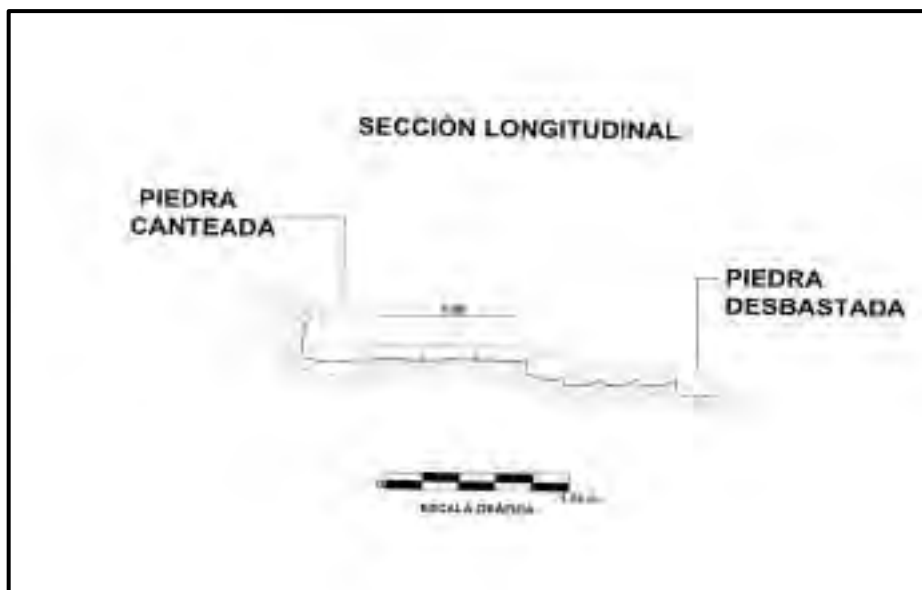 SECCIÓN LONGITUDINAL
PIEDRA
CANTEADA
PIEDRA
DESBASTADA
ESCALA GRÁFICA